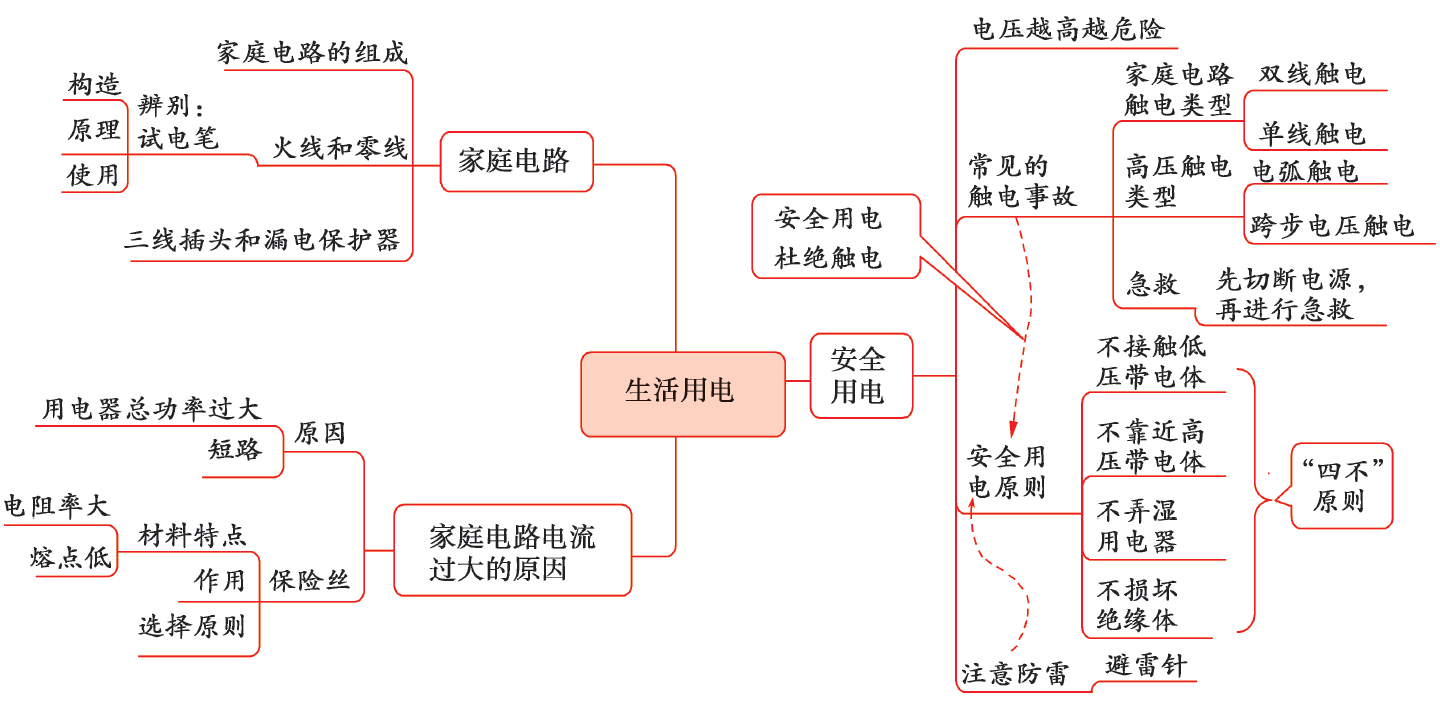 家庭电路的组成
构造
原理
使用
辨别：
试电笔
火线和零线
家庭电路
三线插头和漏电保护器
生活用电
用电器总功率过大
短路
原因
电阻率大
熔点低
材料特点
作用
选择原则
保险丝
家庭电路电流
过大的原因
安全用电
杜绝触电
安全
用电
电压越高越危险
常见的
触电事故
家庭电路
触电类型
双线触电
单线触电
高压触电
类型
电弧触电
跨步电压触电
急救
先切断电源，
再进行急救
安全用
电原则
不接触低
压带电体
不靠近高
压带电体
不弄湿
用电器
不损坏
绝缘体
“四不”
原则
注意防雷
避雷针